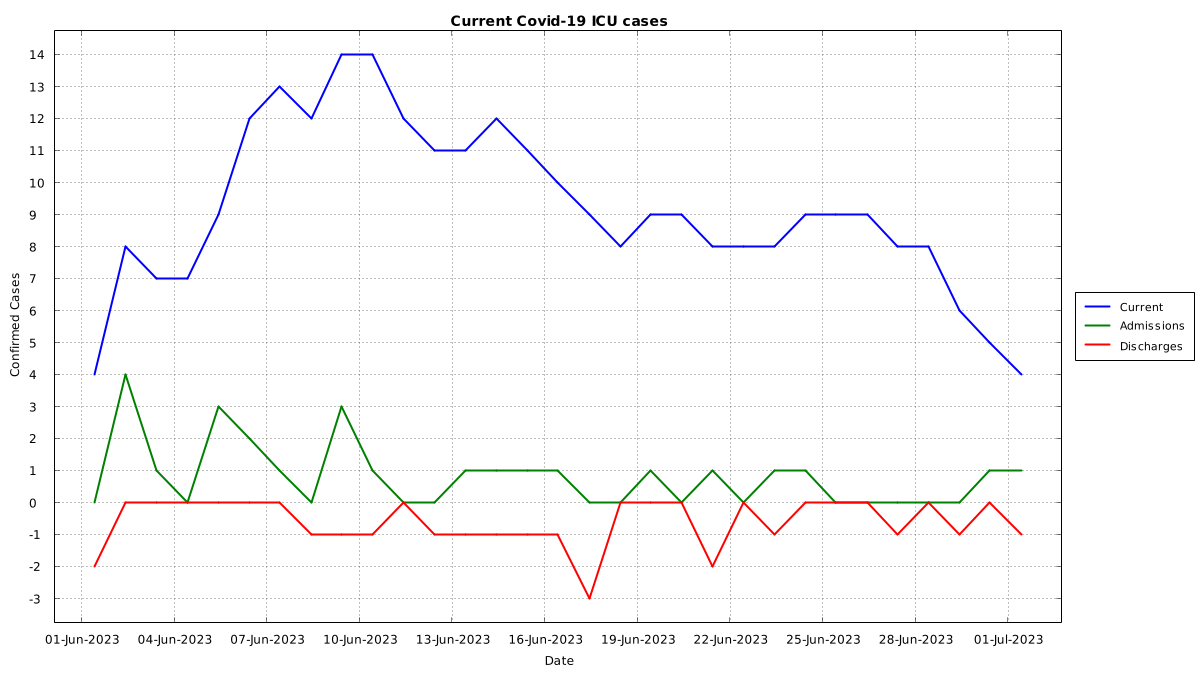 Current Covid-19 ICU cases
Confirmed Cases
14
13
12
11
10
9
8
7
6
5
4
3
2
1
0
-1
-2
-3
01-Jun-2023 04-Jun-2023 07-Jun-2023 10-Jun-2023 13-Jun-2023 16-Jun-2023 19-Jun-2023 22-Jun-2023 25-Jun-2023 28-Jun-2023 01-Jul-2023
Date
Current
Admissions
Discharges